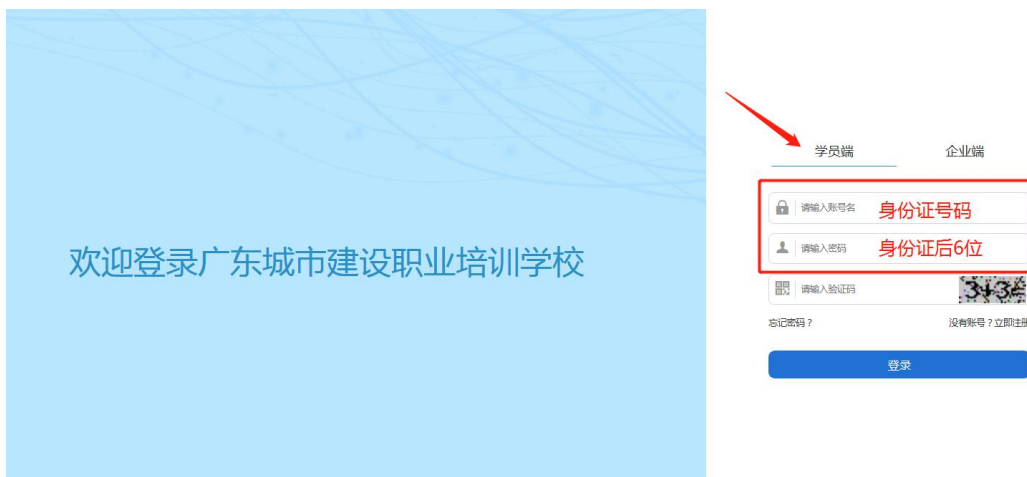 欢迎登录广东城市建设职业培训学校
学员端 企业端
请输入账号名 身份证号码
请输入密码 身份证后6位
请输入验证码
忘记密码？ 没有账号？立即注册
登录